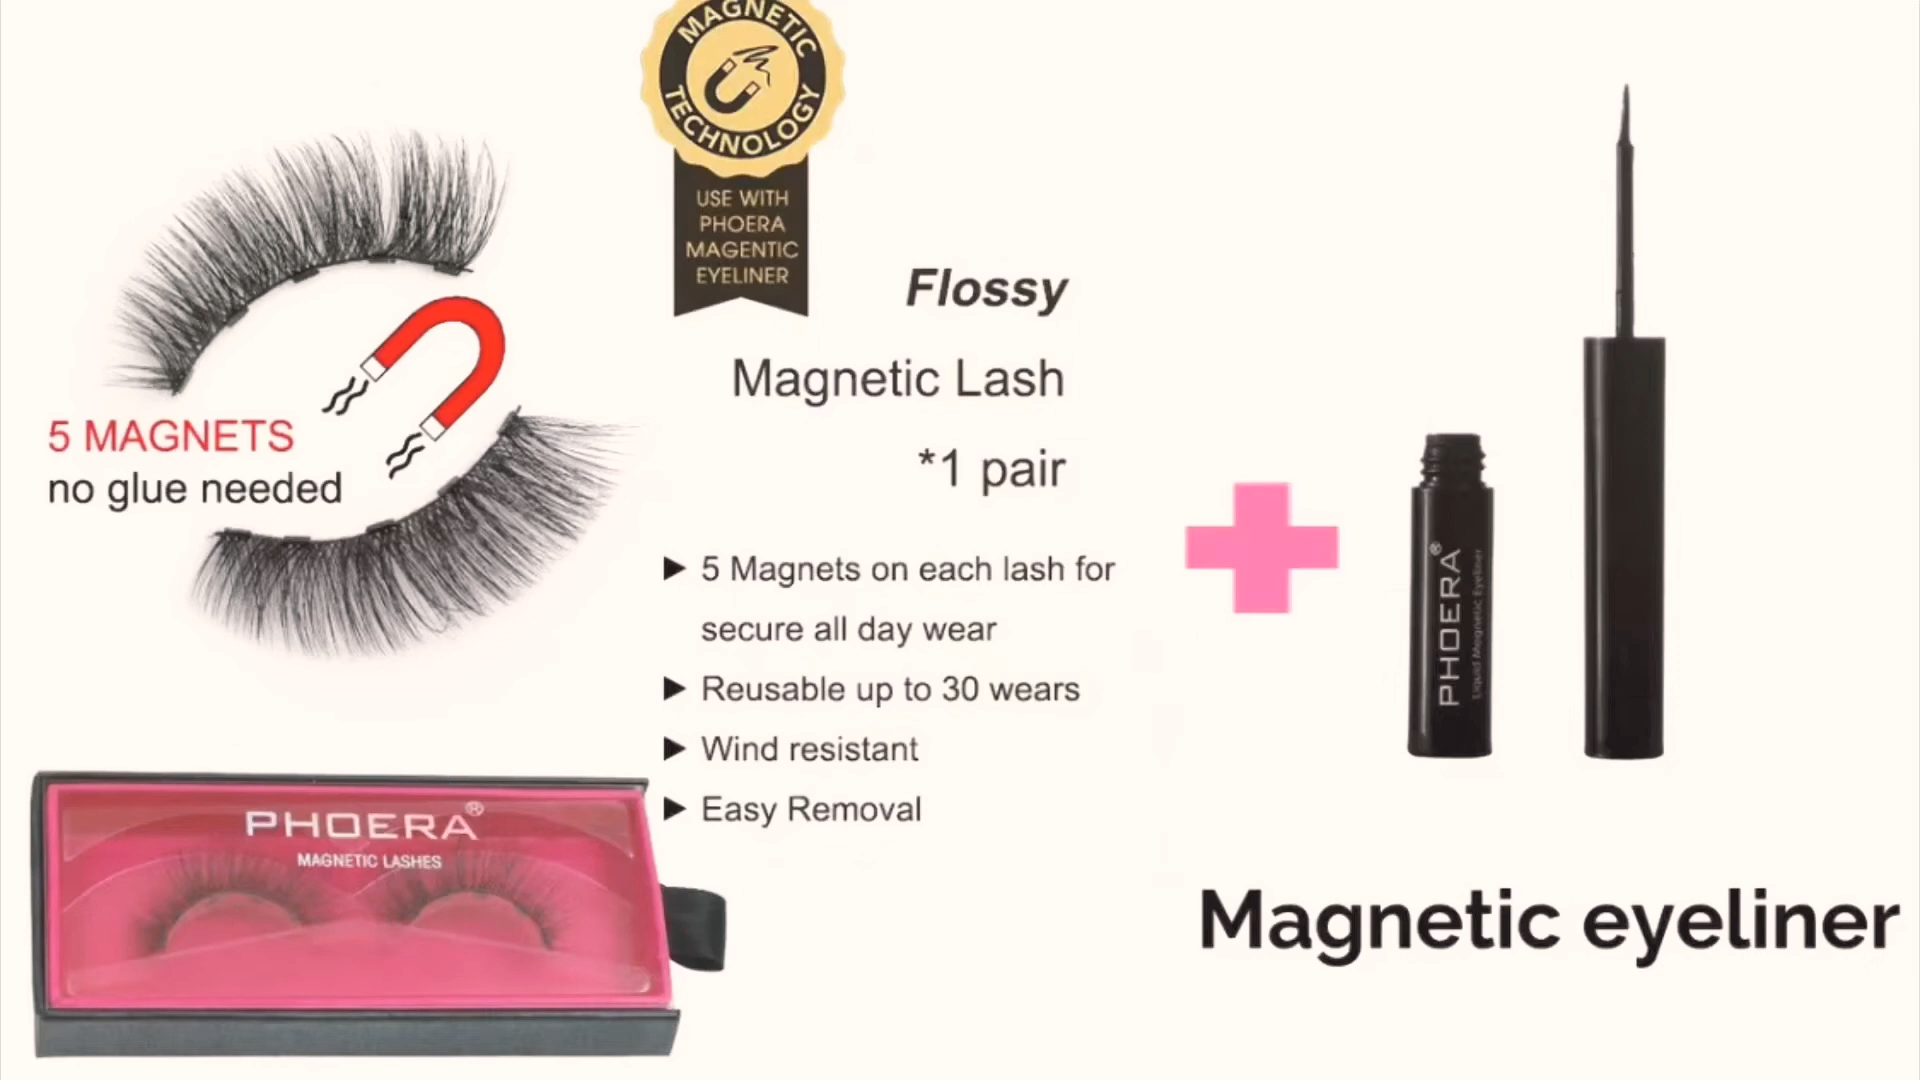 MAGNETIC
TECHNOLOGY
USE WITH
PHOERA
MAGENTIC
EYELINER
Flossy
Magnetic Lash
*1 pair
5 MAGNETS
no glue needed
5 Magnets on each lash for
secure all day wear
Reusable up to 30 wears
Wind resistant
Easy Removal
PHOERA®
MAGNETIC LASHES
PHOERA®
Liquid Magnetic Eyeliner
Magnetic eyeliner